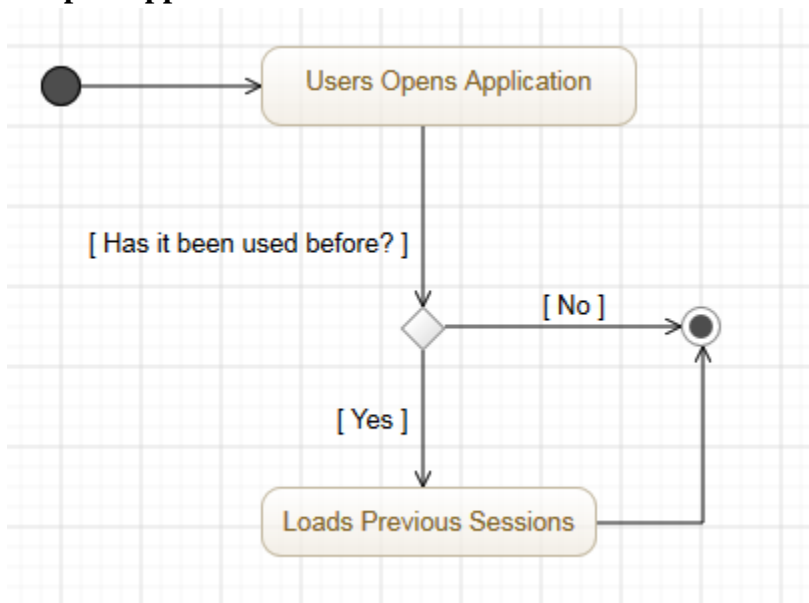 Users Opens Application
[ Has it been used before? ]
[ No ]
[ Yes ]
Loads Previous Sessions